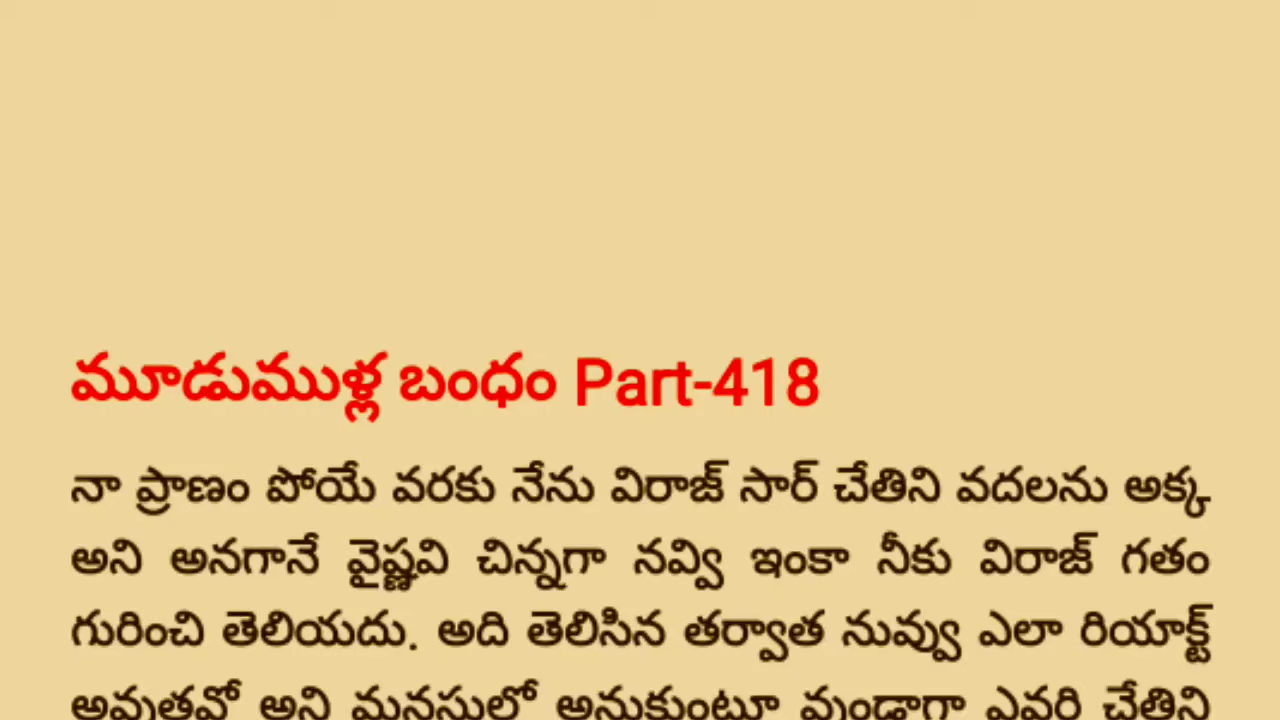 మూడుముళ్ల బంధం Part-418
నా ప్రాణం పోయే వరకు నేను విరాజ్ సార్ చేతిని వదలను అక్క
అని అనగానే వైష్ణవి చిన్నగా నవ్వి ఇంకా నీకు విరాజ్ గతం
గురించి తెలియదు. అది తెలిసిన తర్వాత నువ్వు ఎలా రియాక్ట్
అవుతవో అని మనసులో అనుకుంటూ వుండాగా ఎవరి చేతిని